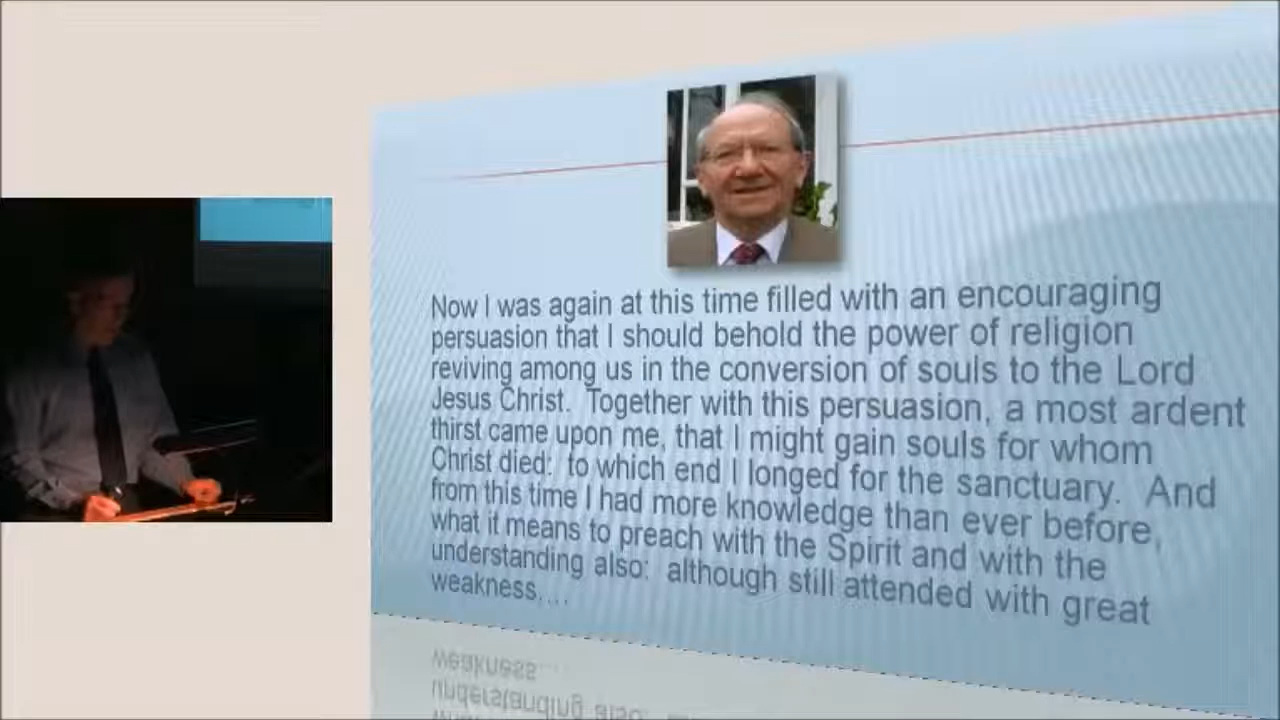 Now I was again at this time filled with an encouraging
persuasion that I should behold the power of religion
reviving among us in the conversion of souls to the Lord
Jesus Christ.  Together with this persuasion, a most ardent
thirst came upon me, that I might gain souls for whom
Christ died:  to which end I longed for the sanctuary.  And
from this time I had more knowledge than ever before,
what it means to preach with the Spirit and with the
understanding also:  although still attended with great
weakness....